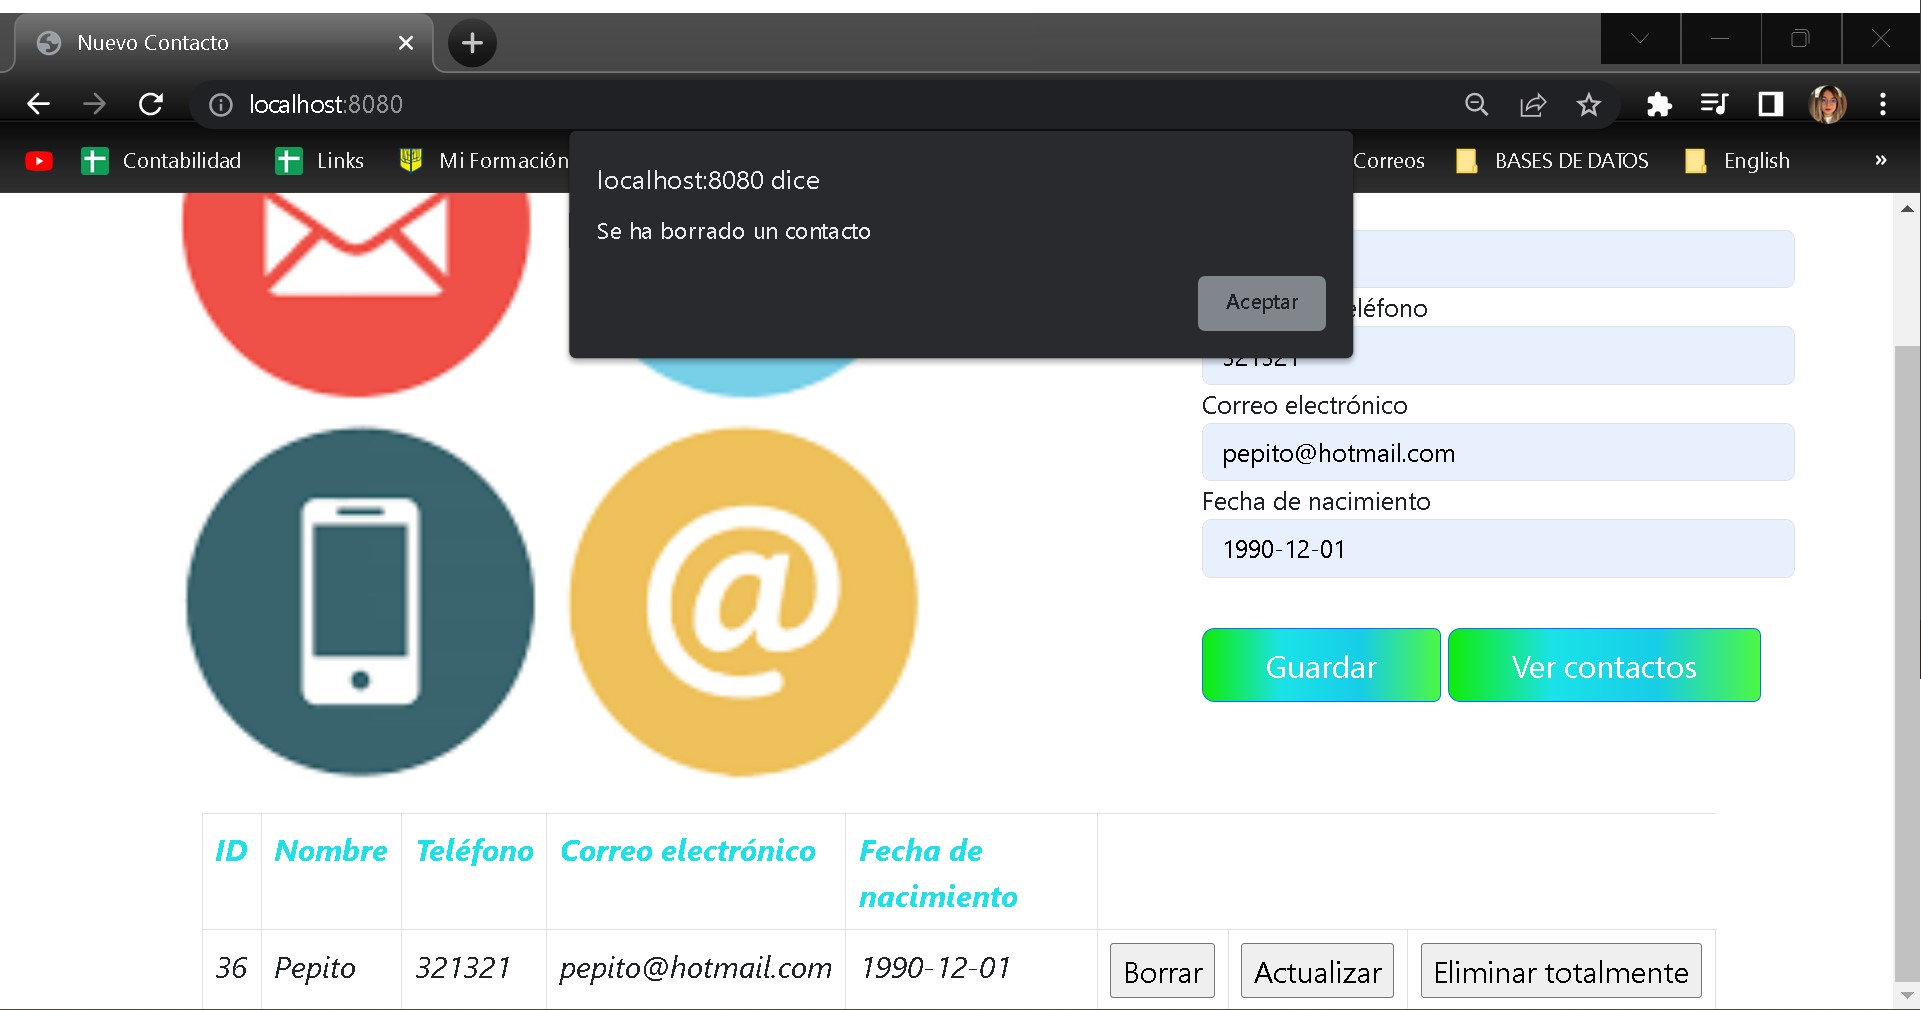 Nuevo Contacto
localhost:8080
Contabilidad
Links
Mi Formación
Correos
BASES DE DATOS
English
»
localhost:8080 dice
Se ha borrado un contacto
Aceptar
eléfono
321321
Correo electrónico
pepito@hotmail.com
Fecha de nacimiento
1990-12-01
Guardar
Ver contactos
@
ID Nombre Teléfono Correo electrónico Fecha de
nacimiento
36 Pepito 321321 pepito@hotmail.com 1990-12-01 Borrar Actualizar Eliminar totalmente